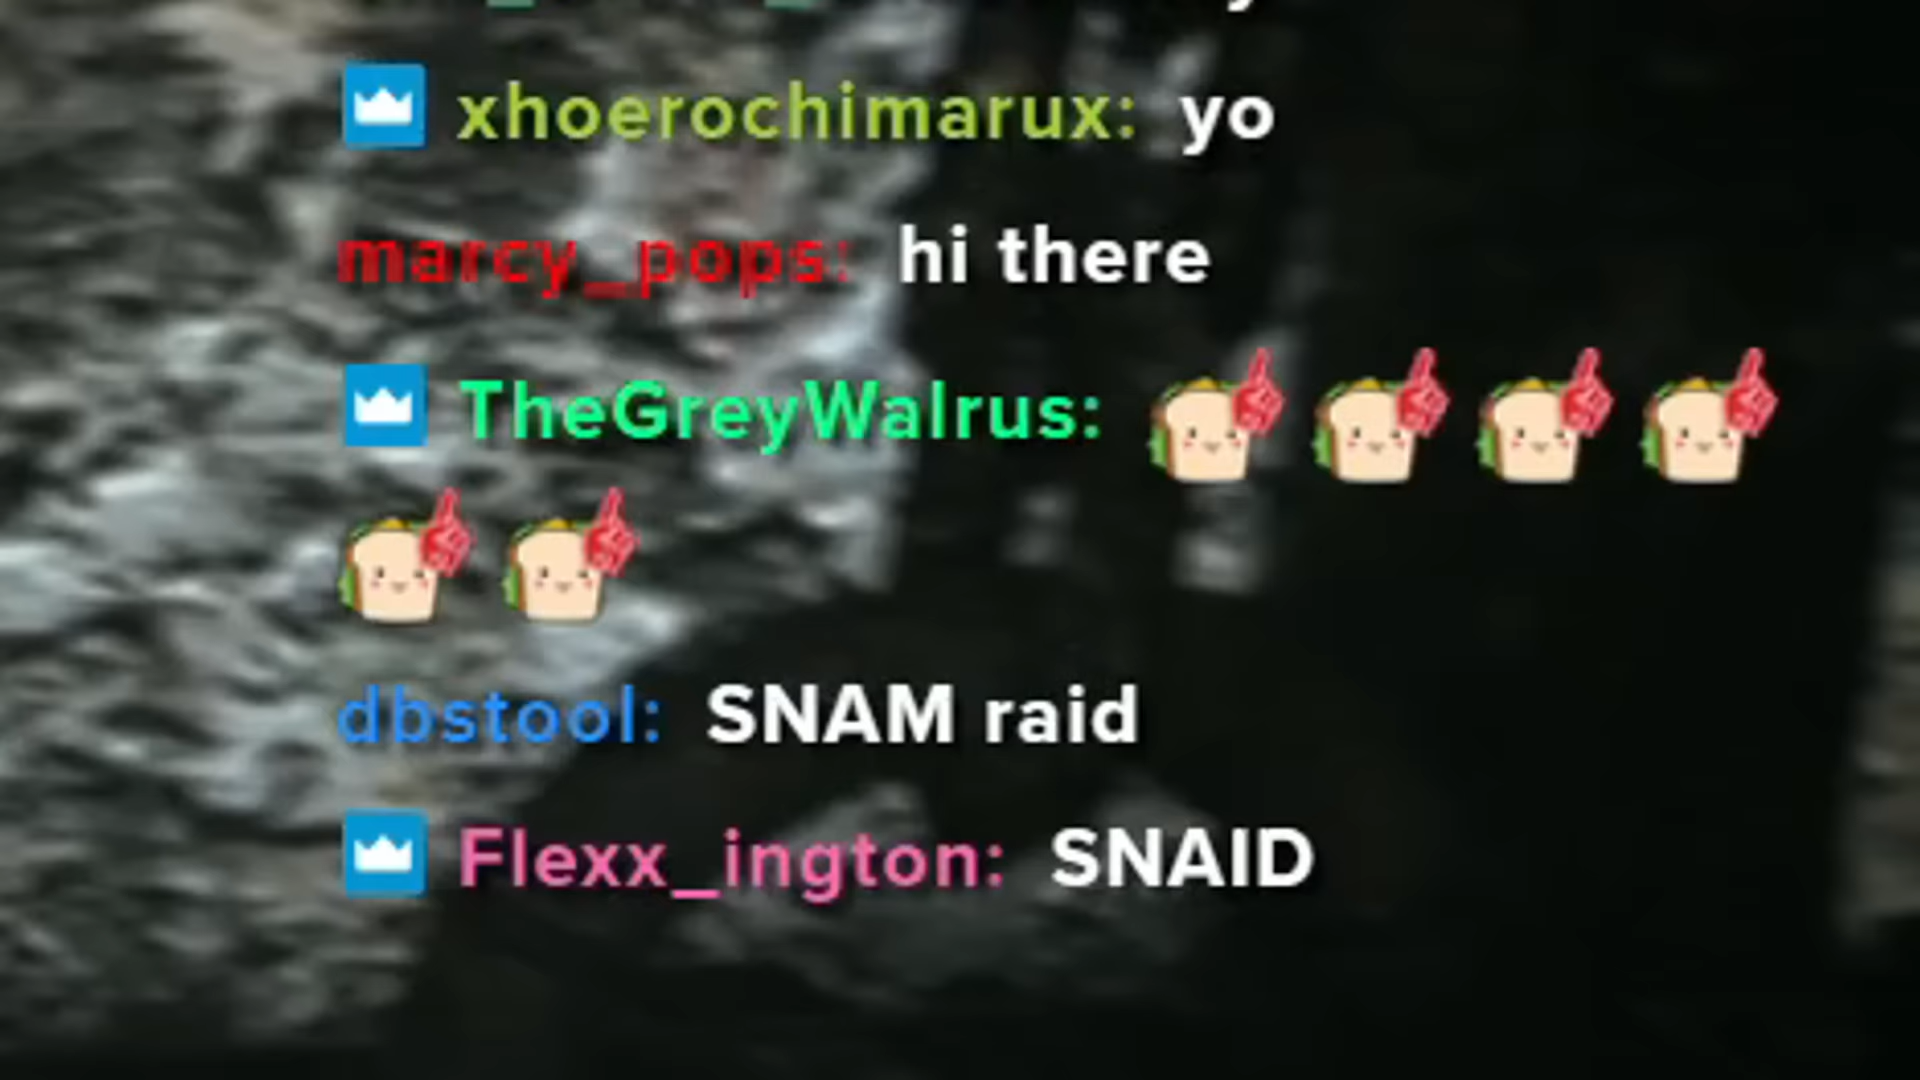 xhoerochimarux: yo
marcy_pops: hi there
TheGreyWalrus:
dbstool: SNAM raid
Flexx_ington: SNAID